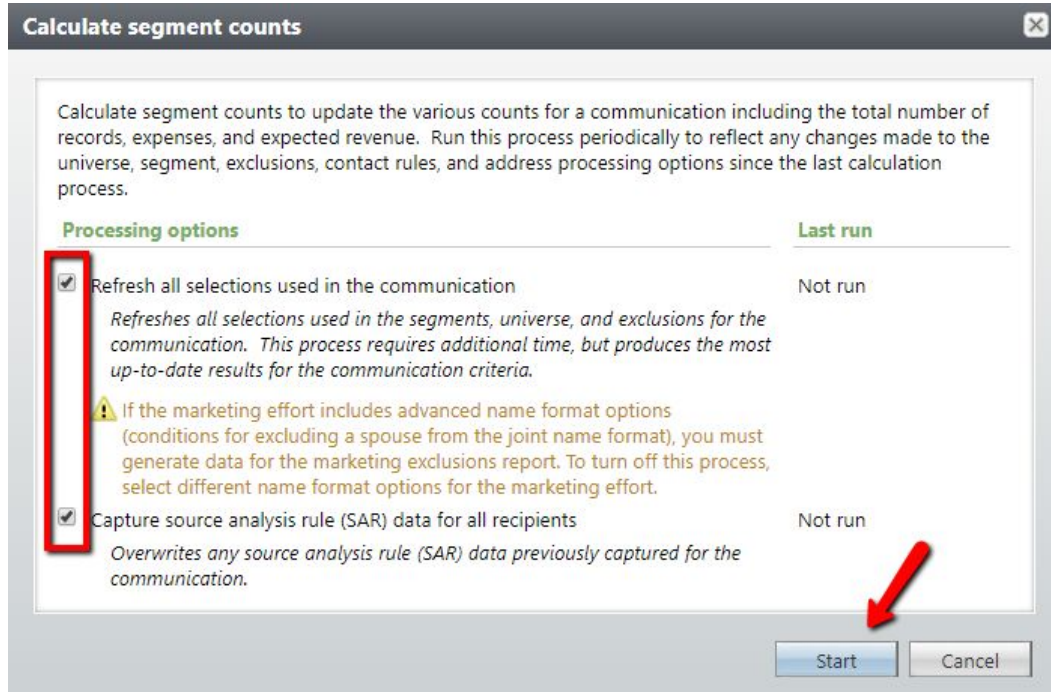 Calculate segment counts
Calculate segment counts to update the various counts for a communication including the total number of
records, expenses, and expected revenue.  Run this process periodically to reflect any changes made to the
universe, segment, exclusions, contact rules, and address processing options since the last calculation
process.
Processing options Last run
Refresh all selections used in the communication Not run
Refreshes all selections used in the segments, universe, and exclusions for the
communication.  This process requires additional time, but produces the most
up-to-date results for the communication criteria.
If the marketing effort includes advanced name format options
(conditions for excluding a spouse from the joint name format), you must
generate data for the marketing exclusions report. To turn off this process,
select different name format options for the marketing effort.
Capture source analysis rule (SAR) data for all recipients Not run
Overwrites any source analysis rule (SAR) data previously captured for the
communication.
Start Cancel